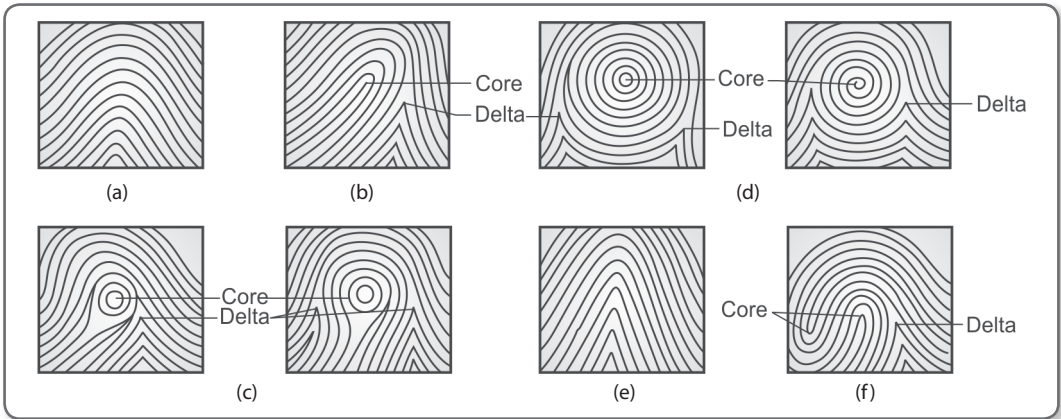 Core
Delta
Core
Delta
Delta
(a)
(b)
(d)
Core
Delta
Core
Delta
(c)
(e)
(f)